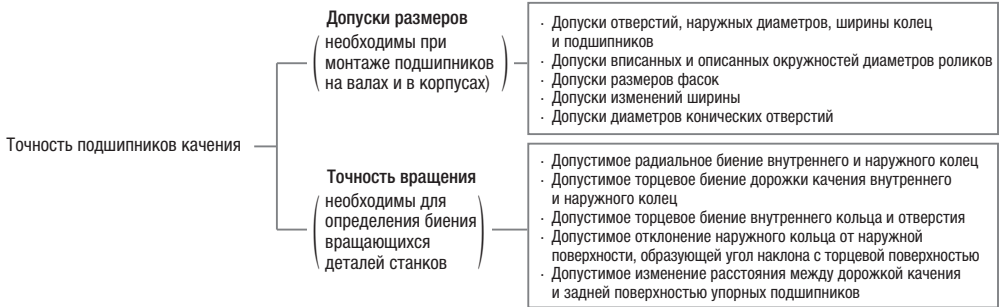 Точность подшипников качения
Допуски размеров
(необходимы при
монтаже подшипников
на валах и в корпусах))
· Допуски отверстий, наружных диаметров, ширины колец
и подшипников
· Допуски вписанных и описанных окружностей диаметров роликов
· Допуски размеров фасок
· Допуски изменений ширины
· Допуски диаметров конических отверстий
Точность вращения
(необходимы для
определения биения
вращающихся
деталей станков)
· Допустимое радиальное биение внутреннего и наружного колец
· Допустимое торцевое биение дорожки качения внутреннего
и наружного колец
· Допустимое торцевое биение внутреннего кольца и отверстия
· Допустимое отклонение наружного кольца от наружной
поверхности, образующей угол наклона с торцевой поверхностью
· Допустимое изменение расстояния между дорожкой качения
и задней поверхностью упорных подшипников